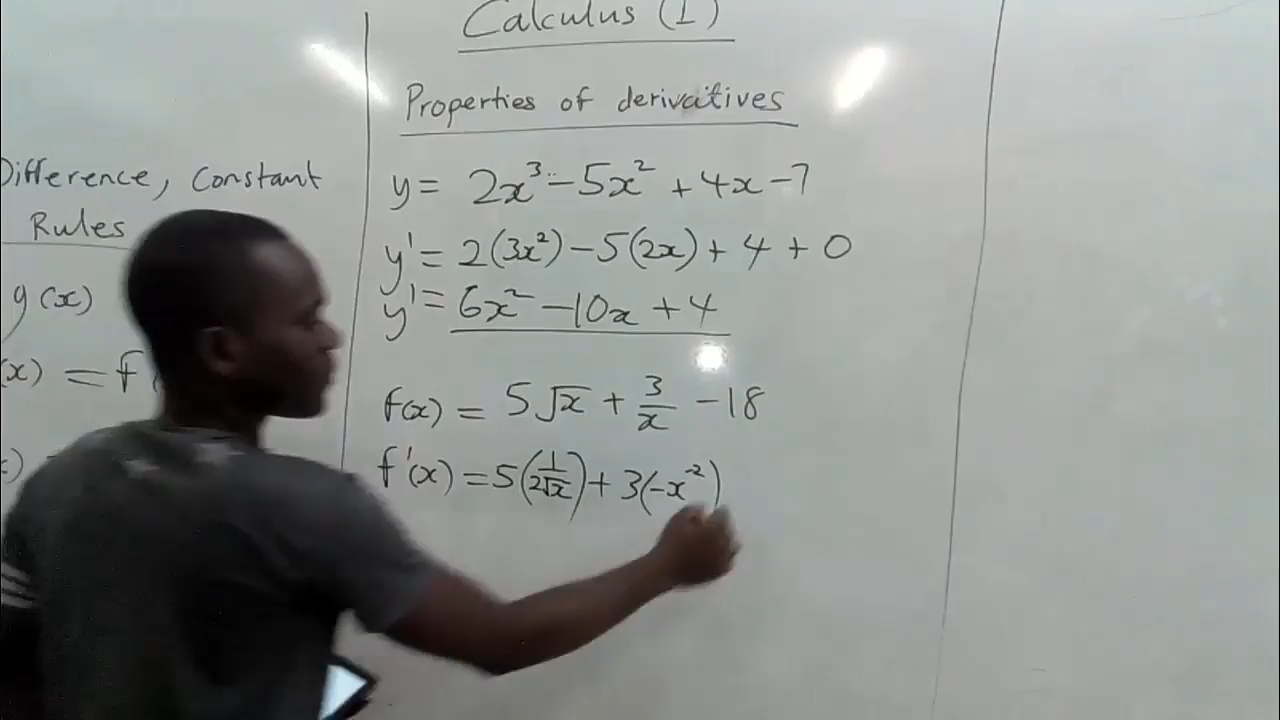 Calculus (1)
Properties of derivatives
y = 2x³ - 5x² + 4x - 7
y' = 2(3x²) - 5(2x) + 4 + 0
y' = 6x² - 10x + 4
f(x) = 5√x + 3/x - 18
f'(x) = 5(1/2√x) + 3(-x⁻²)
Difference, Constant
Rules
g(x)
(x) = f